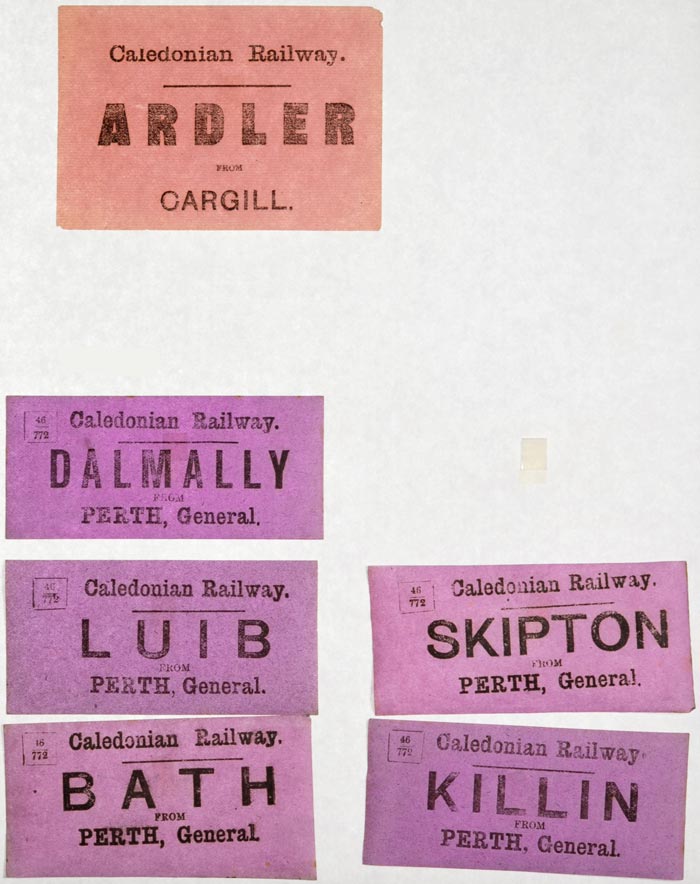 Caledonian Railway.
ARDLER
FROM
CARGILL.
46
772
Caledonian Railway.
DALMALLY
FROM
PERTH, General.
46
772
Caledonian Railway.
LUIB
FROM
PERTH, General.
46
772
Caledonian Railway.
SKIPTON
FROM
PERTH, General.
46
772
Caledonian Railway.
BATH
FROM
PERTH, General
46
772
Caledonian Railway.
KILLIN
FROM
PERTH, General.